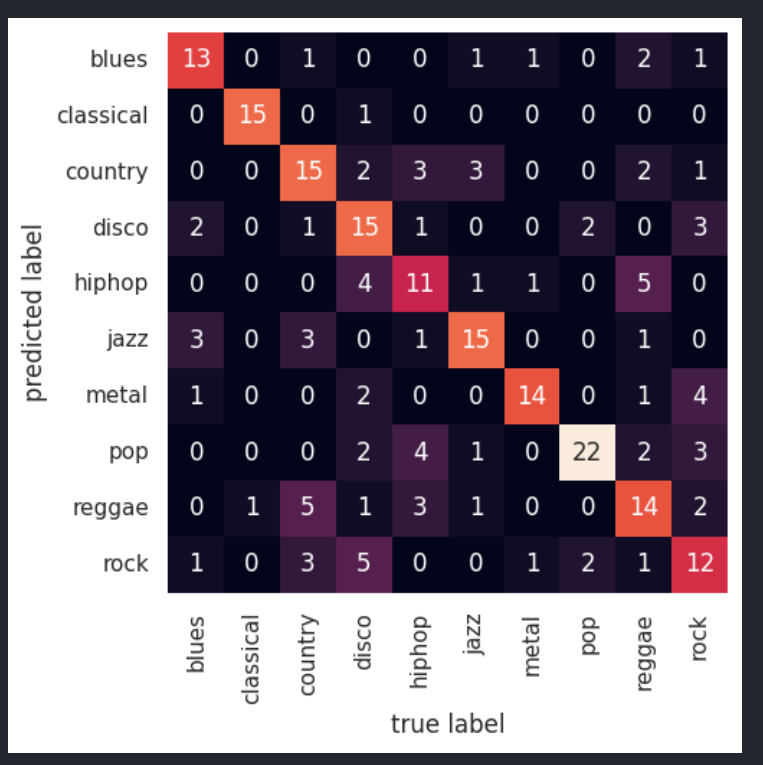 predicted label
blues 13 0 1 0 0 1 1 0 2 1
classical 0 15 0 1 0 0 0 0 0 0
country 0 0 15 2 3 3 0 0 2 1
disco 2 0 1 15 1 0 0 2 0 3
hiphop 0 0 0 4 11 1 1 0 5 0
jazz 3 0 3 0 1 15 0 0 1 0
metal 1 0 0 2 0 0 14 0 1 4
pop 0 0 0 2 4 1 0 22 2 3
reggae 0 1 5 1 3 1 0 0 14 2
rock 1 0 3 5 0 0 1 2 1 12
blues classical country disco hiphop jazz metal pop reggae rock
true label